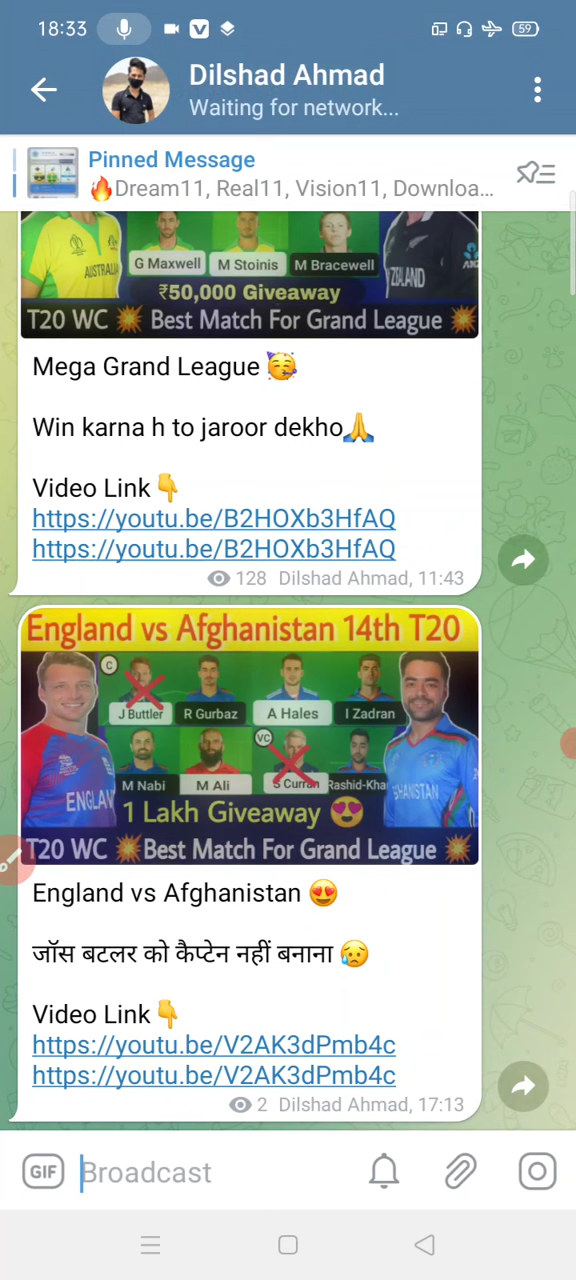 18:33
V
59
Dilshad Ahmad
Waiting for network...
Pinned Message
🔥Dream11, Real11, Vision11, Downloa...
AUSTRALIA
G Maxwell
M Stoinis
M Bracewell
ZEALAND
₹50,000 Giveaway
T20 WC 💥 Best Match For Grand League 💥
Mega Grand League 🥳
Win karna h to jaroor dekho🙏
Video Link👇
https://youtu.be/B2HOXb3HfAQ
https://youtu.be/B2HOXb3HfAQ
128 Dilshad Ahmad, 11:43
England vs Afghanistan 14th T20
C
J Buttler
R Gurbaz
A Hales
I Zadran
VC
M Nabi
M Ali
S Curran
Rashid-Kha
ENGLAN
HANISTAN
1 Lakh Giveaway 😍
T20 WC 💥Best Match For Grand League 💥
England vs Afghanistan 😍
जॉस बटलर को कैप्टेन नहीं बनाना 😥
Video Link👇
https://youtu.be/V2AK3dPmb4c
https://youtu.be/V2AK3dPmb4c
2 Dilshad Ahmad, 17:13
GIF
Broadcast